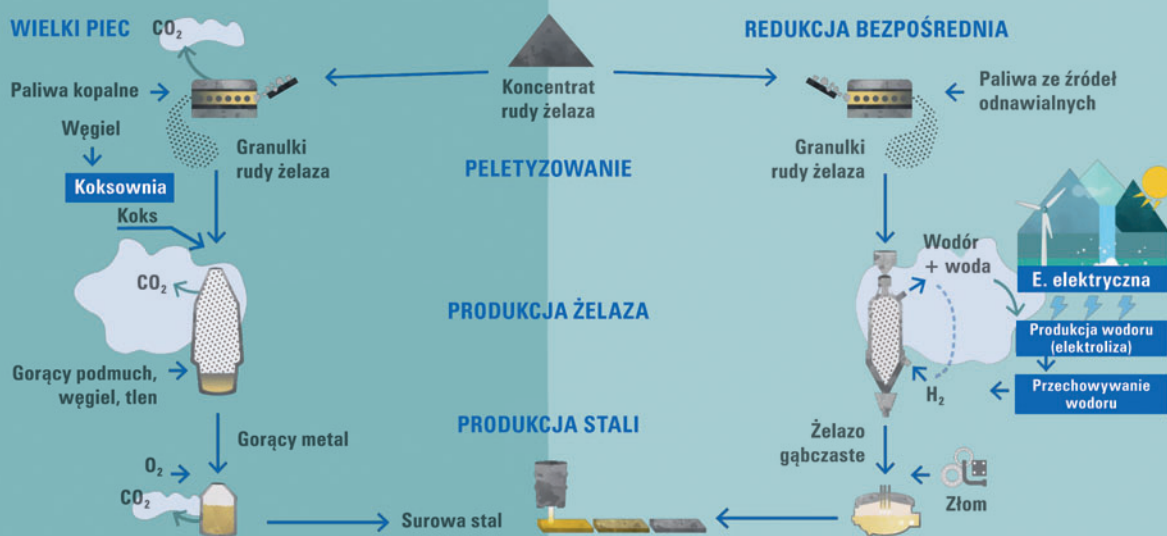 WIELKI PIEC
CO₂
REDUKCJA BEZPOŚREDNIA
Paliwa kopalne
Koncentrat
rudy żelaza
Paliwa ze źródeł
odnawialnych
Węgiel
Granulki
rudy żelaza
PELETYZOWANIE
Granulki
rudy żelaza
Koksownia
Koks
CO₂
Wodór
+ woda
E. elektryczna
PRODUKCJA ŻELAZA
Produkcja wodoru
(elektroliza)
Gorący podmuch,
węgiel, tlen
H₂
Przechowywanie
wodoru
PRODUKCJA STALI
Gorący metal
Żelazo
gąbczaste
O₂
CO₂
Złom
Surowa stal